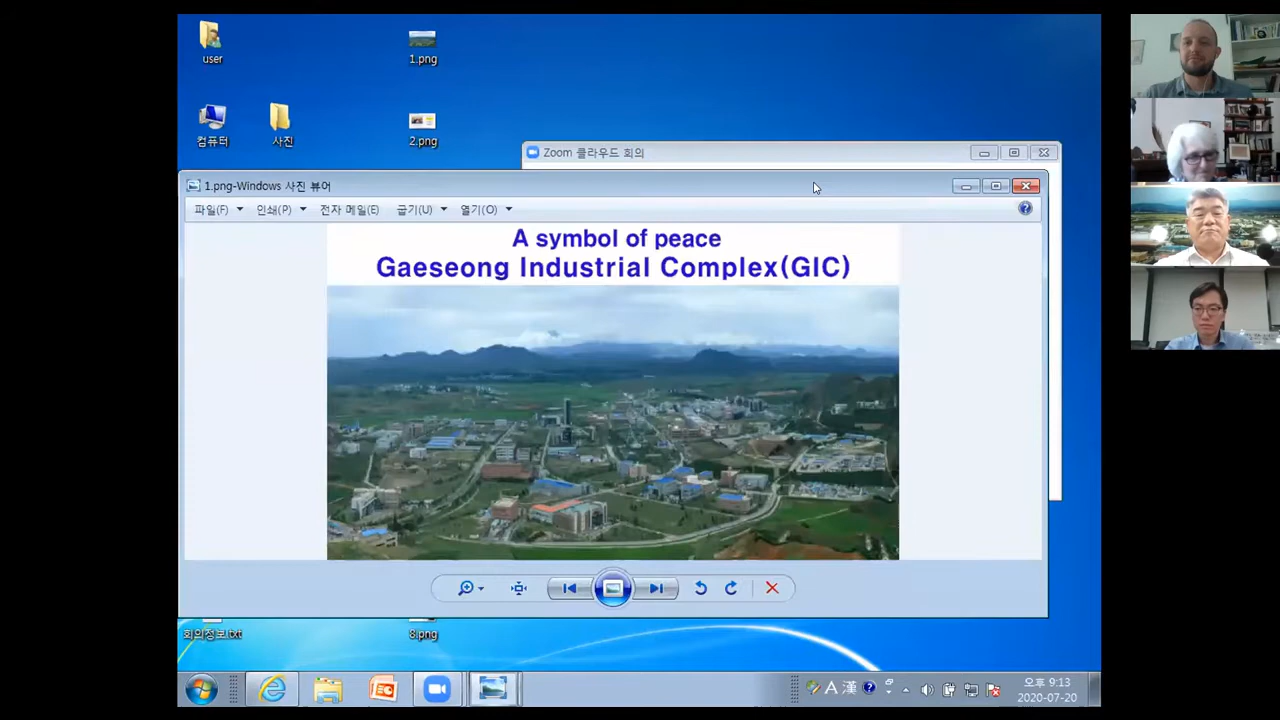 user
1.png
컴퓨터
사진
2.png
Zoom 클라우드 회의
1.png-Windows 사진 뷰어
파일(F)
인쇄(P)
전자 메일(E)
굽기(U)
열기(O)
A symbol of peace
Gaeseong Industrial Complex(GIC)
회의정보.txt
8.png
A 漢
오후 9:13
2020-07-20